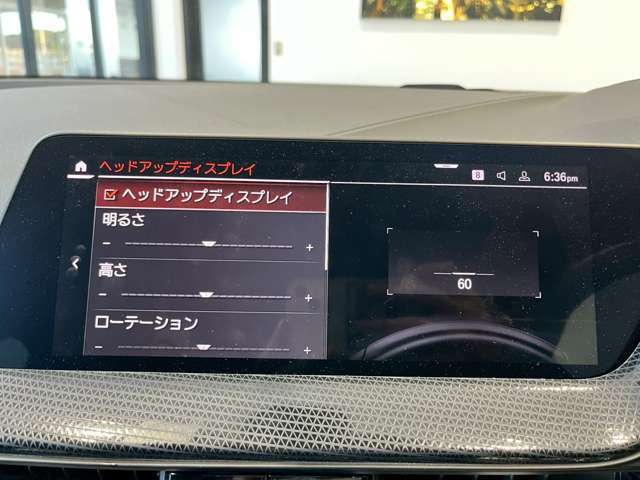 ヘッドアップディスプレイ
8 6:36pm
ヘッドアップディスプレイ
明るさ
- +
高さ
- +
ローテーション
- +
60